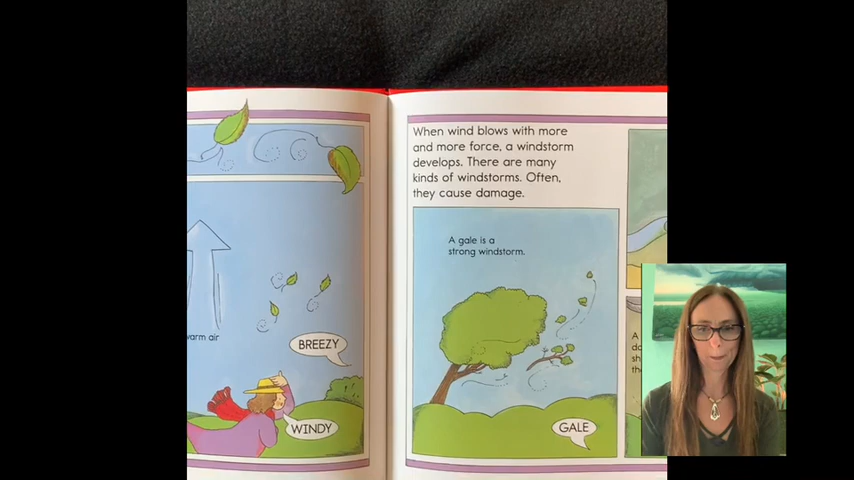 warm air
BREEZY
WINDY
When wind blows with more
and more force, a windstorm
develops. There are many
kinds of windstorms. Often,
they cause damage.
A gale is a
strong windstorm.
GALE
A